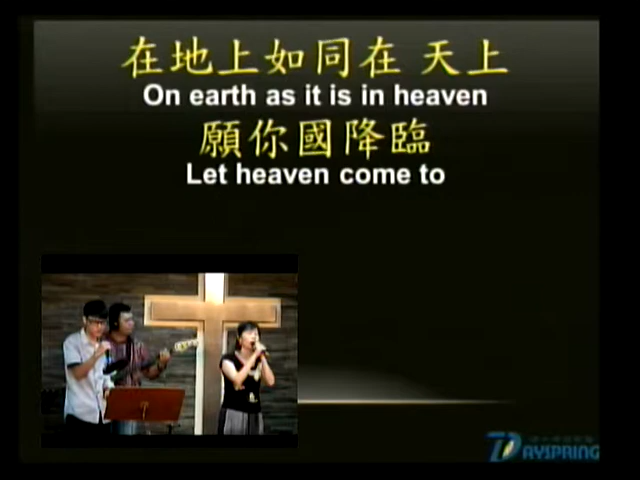 在地上如同在 天上
On earth as it is in heaven
願你國降臨
Let heaven come to
DAYSPRING